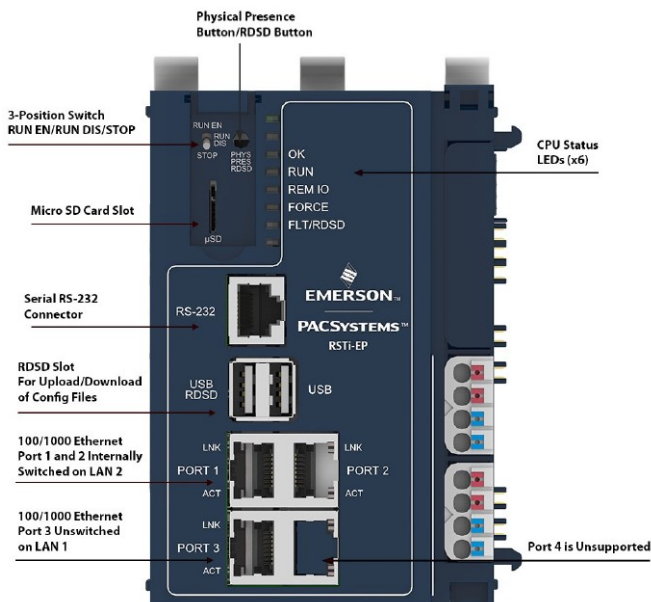 Physical Presence
Button/RDSD Button
3-Position Switch
RUN EN/RUN DIS/STOP
RUN EN
RUN
DIS
STOP
PHYS
PRES
RDSD
OK
RUN
REM IO
FORCE
FLT/RDSD
CPU Status
LEDs (x6)
Micro SD Card Slot
µSD
Serial RS-232
Connector
RS-232
EMERSON™
PACSystems™
RSTi-EP
RDSD Slot
For Upload/Download
of Config Files
USB
RDSD
USB
100/1000 Ethernet
Port 1 and 2 Internally
Switched on LAN 2
LNK
PORT 1
ACT
LNK
PORT 2
ACT
100/1000 Ethernet
Port 3 Unswitched
on LAN 1
LNK
PORT 3
ACT
Port 4 is Unsupported